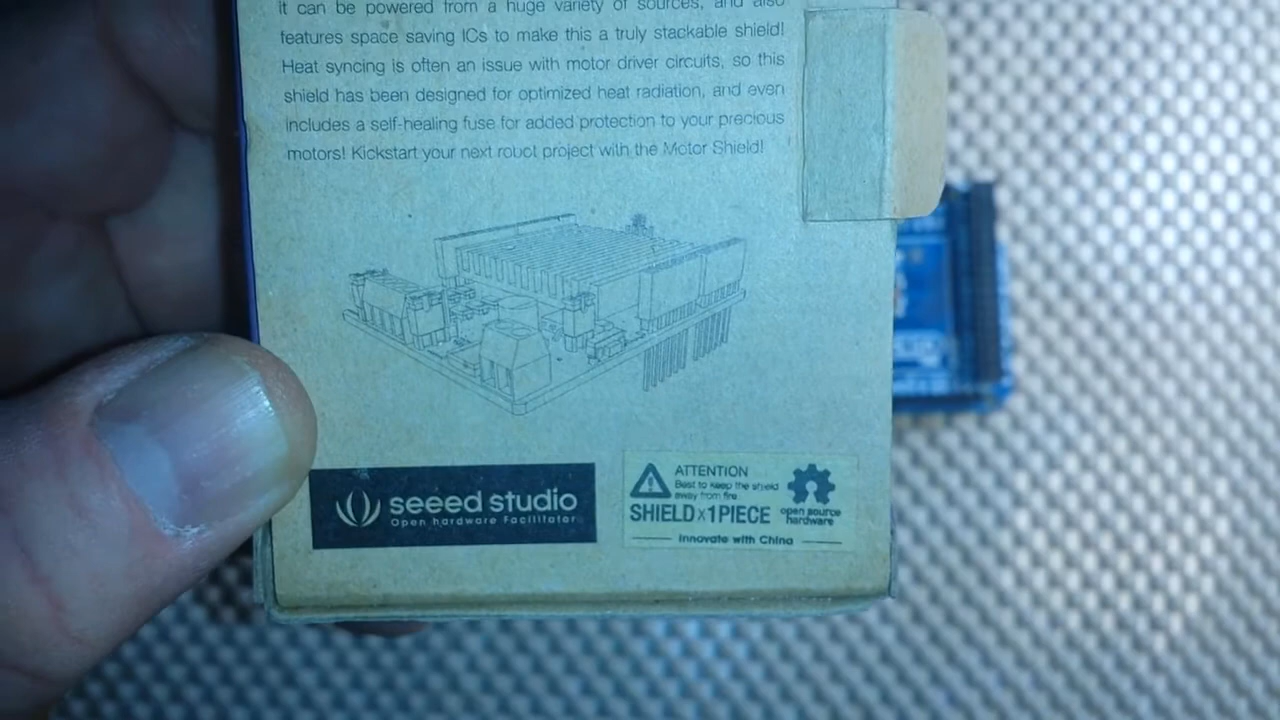 it can be powered from a huge variety of sources, and also
features space saving ICs to make this a truly stackable shield!
Heat syncing is often an issue with motor driver circuits, so this
shield has been designed for optimized heat radiation, and even
includes a self-healing fuse for added protection to your precious
motors! Kickstart your next robot project with the Motor Shield!
seeed studio
Open hardware Facilitator
ATTENTION
Best to keep the shield
away from fire
SHIELD x 1PIECE
open source
hardware
Innovate with China